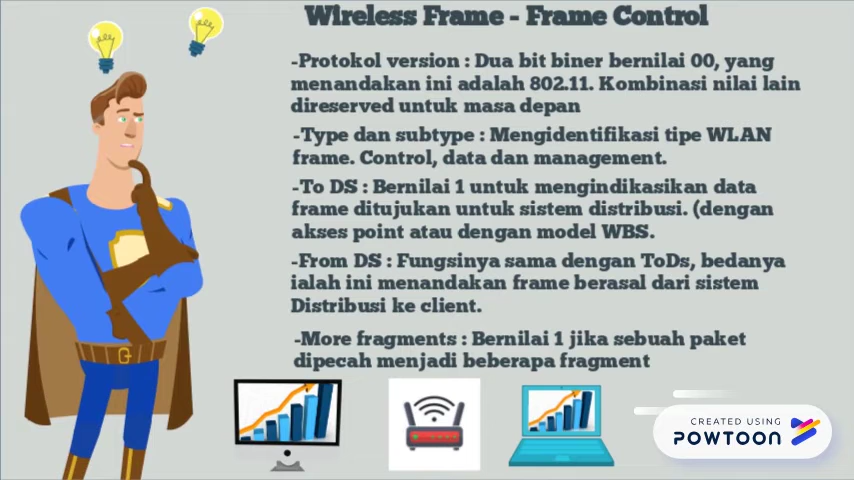 Wireless Frame - Frame Control
-Protokol version : Dua bit biner bernilai 00, yang
menandakan ini adalah 802.11. Kombinasi nilai lain
direserved untuk masa depan
-Type dan subtype : Mengidentifikasi tipe WLAN
frame. Control, data dan management.
-To DS : Bernilai 1 untuk mengindikasikan data
frame ditujukan untuk sistem distribusi. (dengan
akses point atau dengan model WBS.
-From DS : Fungsinya sama dengan ToDs, bedanya
ialah ini menandakan frame berasal dari sistem
Distribusi ke client.
-More fragments : Bernilai 1 jika sebuah paket
dipecah menjadi beberapa fragment
G
CREATED USING
POWTOON